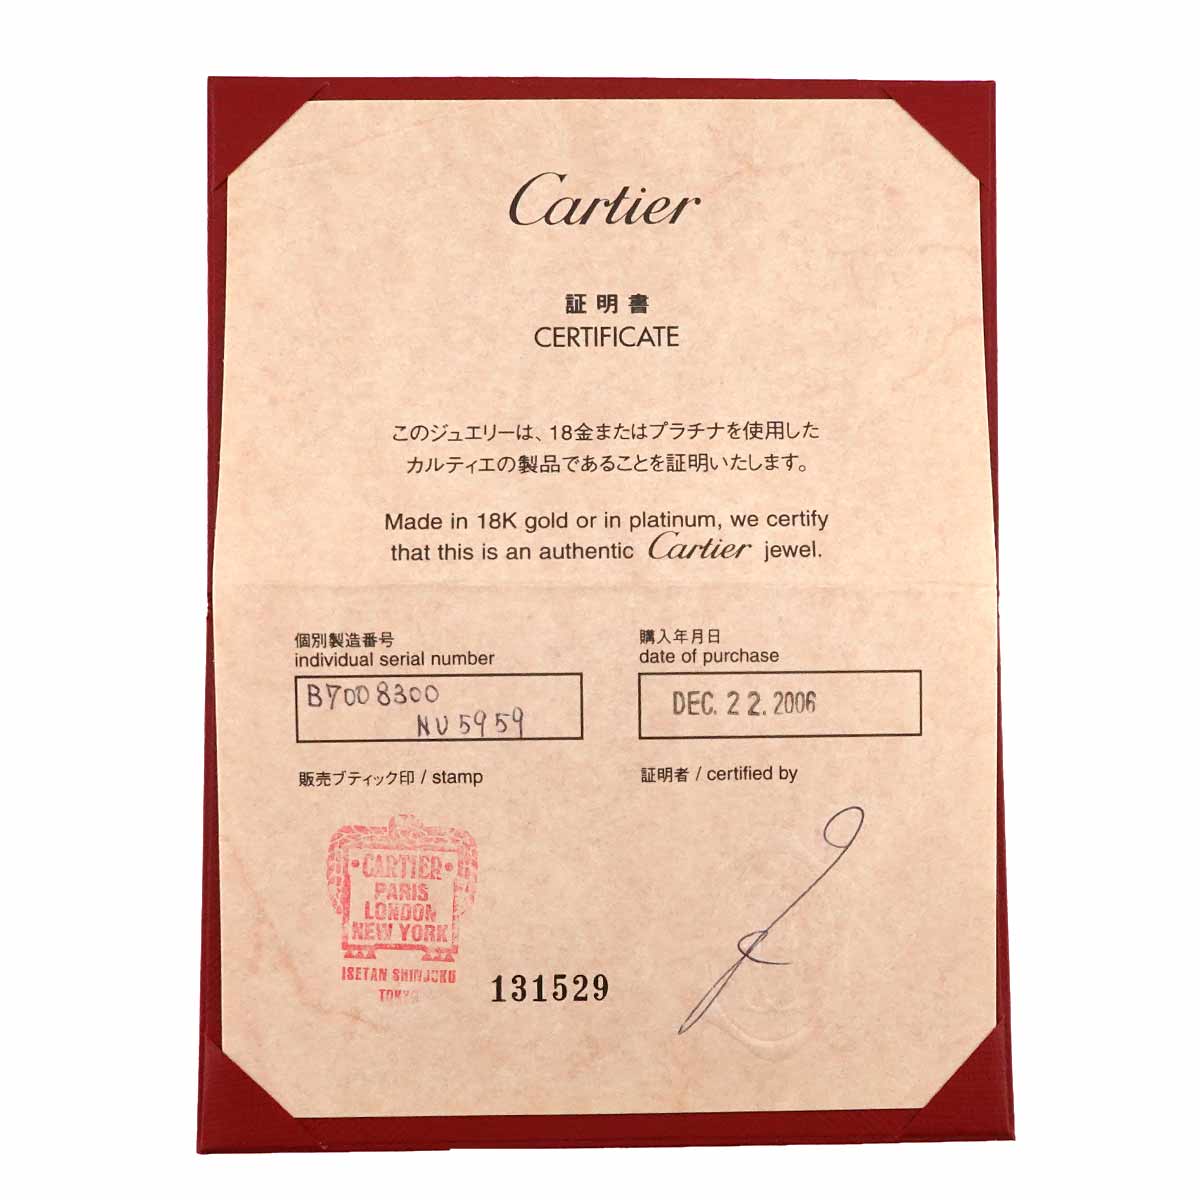 Cartier
証明書
CERTIFICATE
このジュエリーは、18金またはプラチナを使用した
カルティエの製品であることを証明いたします。
Made in 18K gold or in platinum, we certify
that this is an authentic Cartier jewel.
個別製造番号
individual serial number
B7008300
NU5959
購入年月日
date of purchase
DEC. 22. 2006
販売ブティック印 / stamp
•CARTIER•
PARIS
LONDON
NEW YORK
ISETAN SHINJUKU
TOKYO
131529
証明者 / certified by